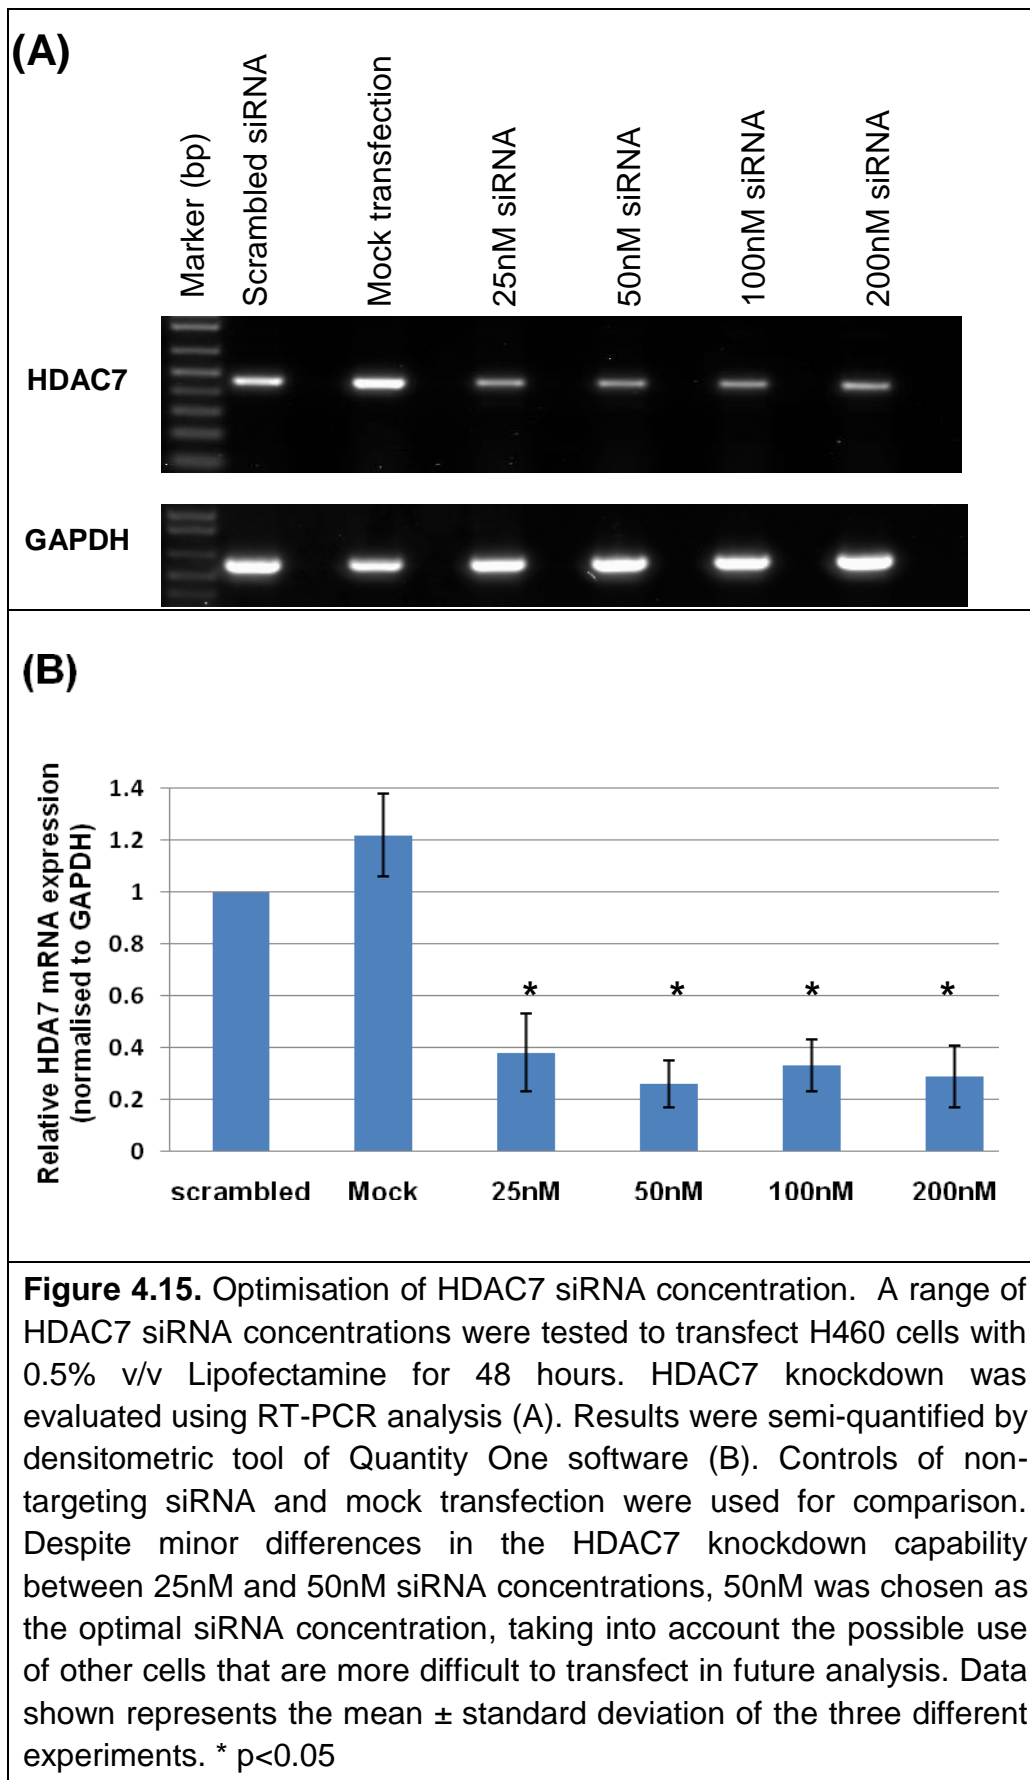 (A)
Marker (bp)
Scrambled siRNA
Mock transfection
25nM siRNA
50nM siRNA
100nM siRNA
200nM siRNA
HDAC7
GAPDH
(B)
Relative HDA7 mRNA expression
(normalised to GAPDH)
1.4
1.2
1
0.8
0.6
0.4
0.2
0
* * * *
scrambled Mock 25nM 50nM 100nM 200nM
Figure 4.15. Optimisation of HDAC7 siRNA concentration. A range of
HDAC7 siRNA concentrations were tested to transfect H460 cells with
0.5% v/v Lipofectamine for 48 hours. HDAC7 knockdown was
evaluated using RT-PCR analysis (A). Results were semi-quantified by
densitometric tool of Quantity One software (B). Controls of non-
targeting siRNA and mock transfection were used for comparison.
Despite minor differences in the HDAC7 knockdown capability
between 25nM and 50nM siRNA concentrations, 50nM was chosen as
the optimal siRNA concentration, taking into account the possible use
of other cells that are more difficult to transfect in future analysis. Data
shown represents the mean ± standard deviation of the three different
experiments. * p<0.05